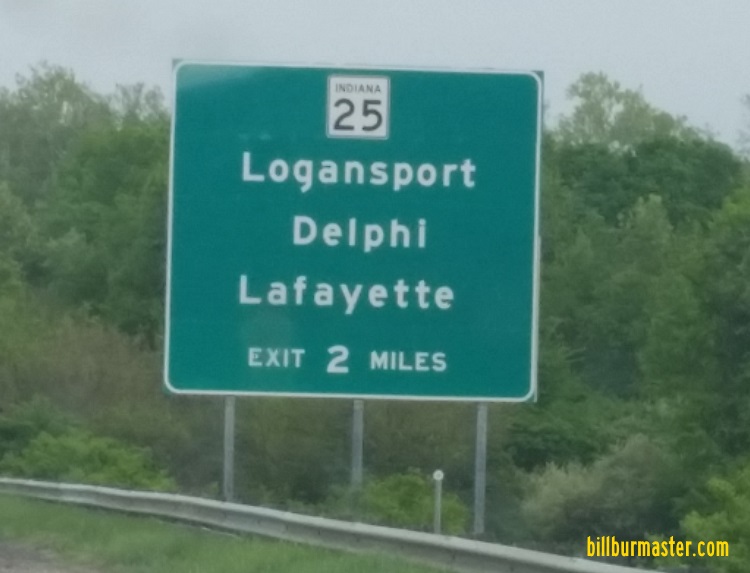 INDIANA
25
Logansport
Delphi
Lafayette
EXIT 2 MILES
billburmaster.com